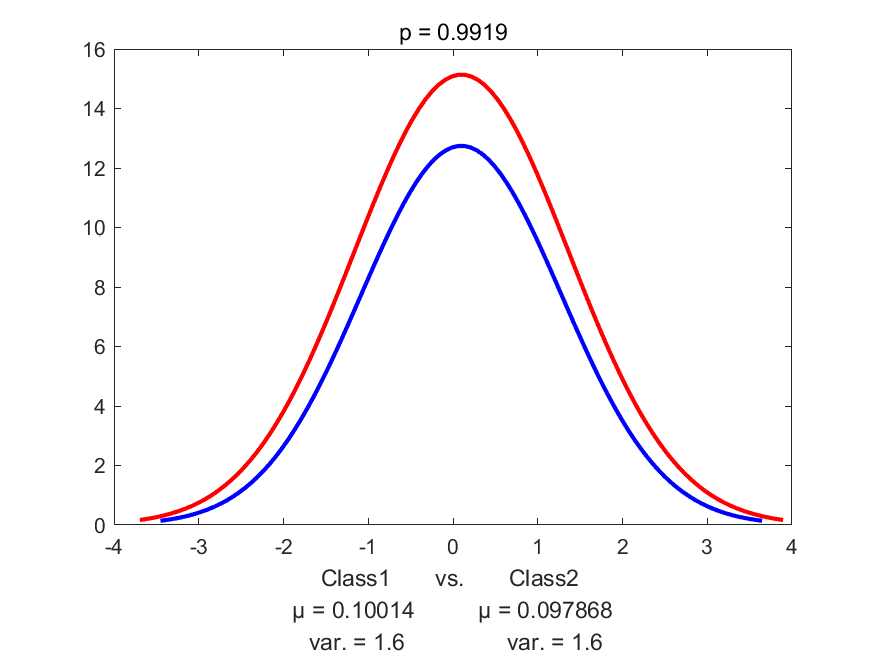 p = 0.9919
16
14
12
10
8
6
4
2
0
-4 -3 -2 -1 0 1 2 3 4
Class1 vs. Class2
μ = 0.10014 μ = 0.097868
var. = 1.6 var. = 1.6